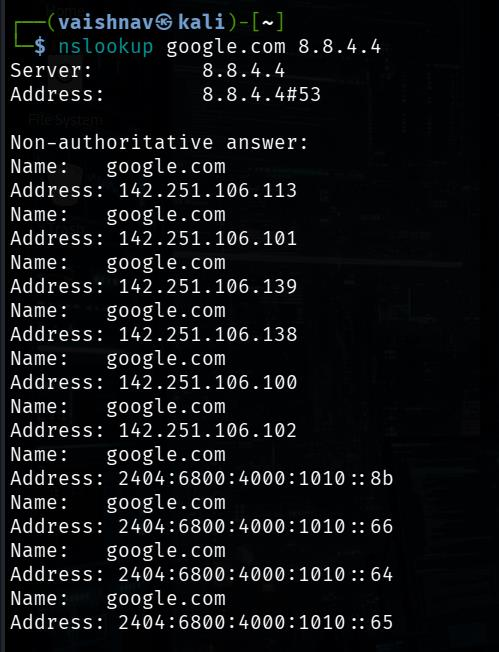 ┌──(vaishnav㉿kali)-[~]
└─$ nslookup google.com 8.8.4.4
Server:         8.8.4.4
Address:        8.8.4.4#53
File System
Non-authoritative answer:
Name:   google.com
Address: 142.251.106.113
Name:   google.com
Address: 142.251.106.101
Name:   google.com
Address: 142.251.106.139
Name:   google.com
Address: 142.251.106.138
Name:   google.com
Address: 142.251.106.100
Name:   google.com
Address: 142.251.106.102
Name:   google.com
Address: 2404:6800:4000:1010::8b
Name:   google.com
Address: 2404:6800:4000:1010::66
Name:   google.com
Address: 2404:6800:4000:1010::64
Name:   google.com
Address: 2404:6800:4000:1010::65